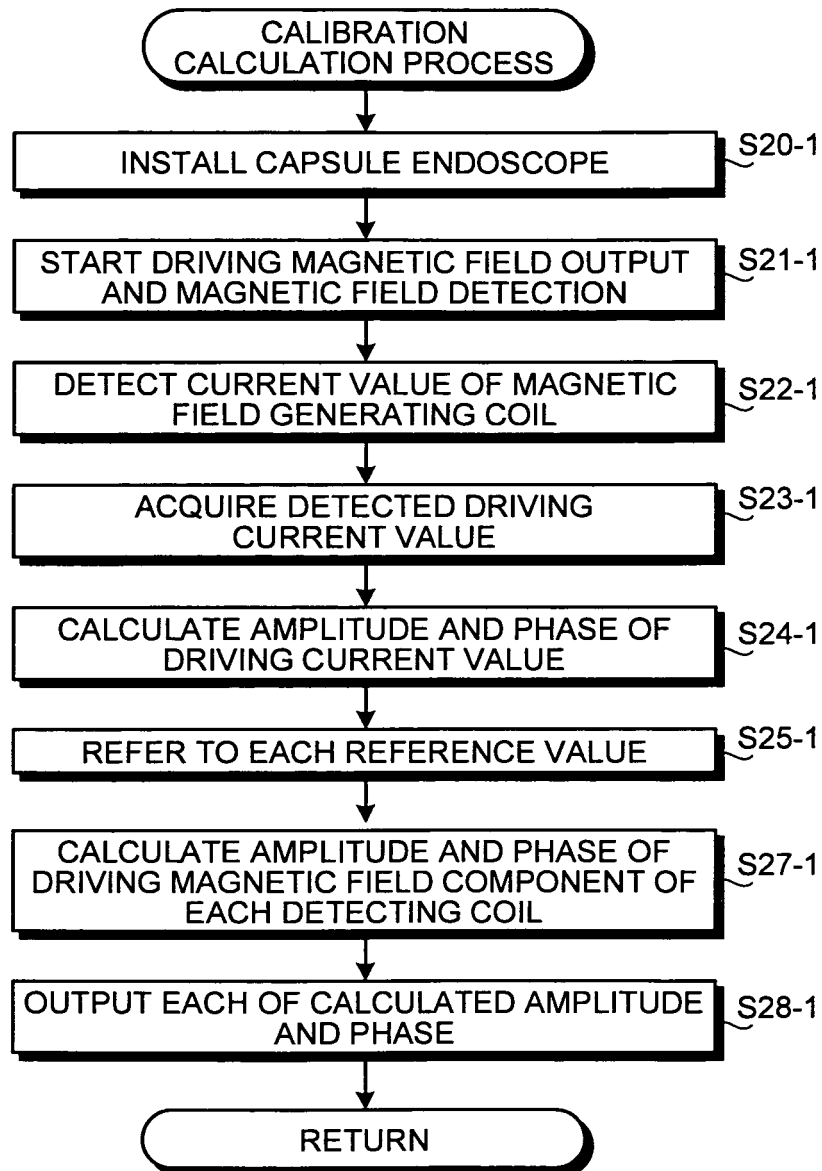 CALIBRATION
CALCULATION PROCESS
INSTALL CAPSULE ENDOSCOPE
S20-1
START DRIVING MAGNETIC FIELD OUTPUT
AND MAGNETIC FIELD DETECTION
S21-1
DETECT CURRENT VALUE OF MAGNETIC
FIELD GENERATING COIL
S22-1
ACQUIRE DETECTED DRIVING
CURRENT VALUE
S23-1
CALCULATE AMPLITUDE AND PHASE OF
DRIVING CURRENT VALUE
S24-1
REFER TO EACH REFERENCE VALUE
S25-1
CALCULATE AMPLITUDE AND PHASE OF
DRIVING MAGNETIC FIELD COMPONENT OF
EACH DETECTING COIL
S27-1
OUTPUT EACH OF CALCULATED AMPLITUDE
AND PHASE
S28-1
RETURN